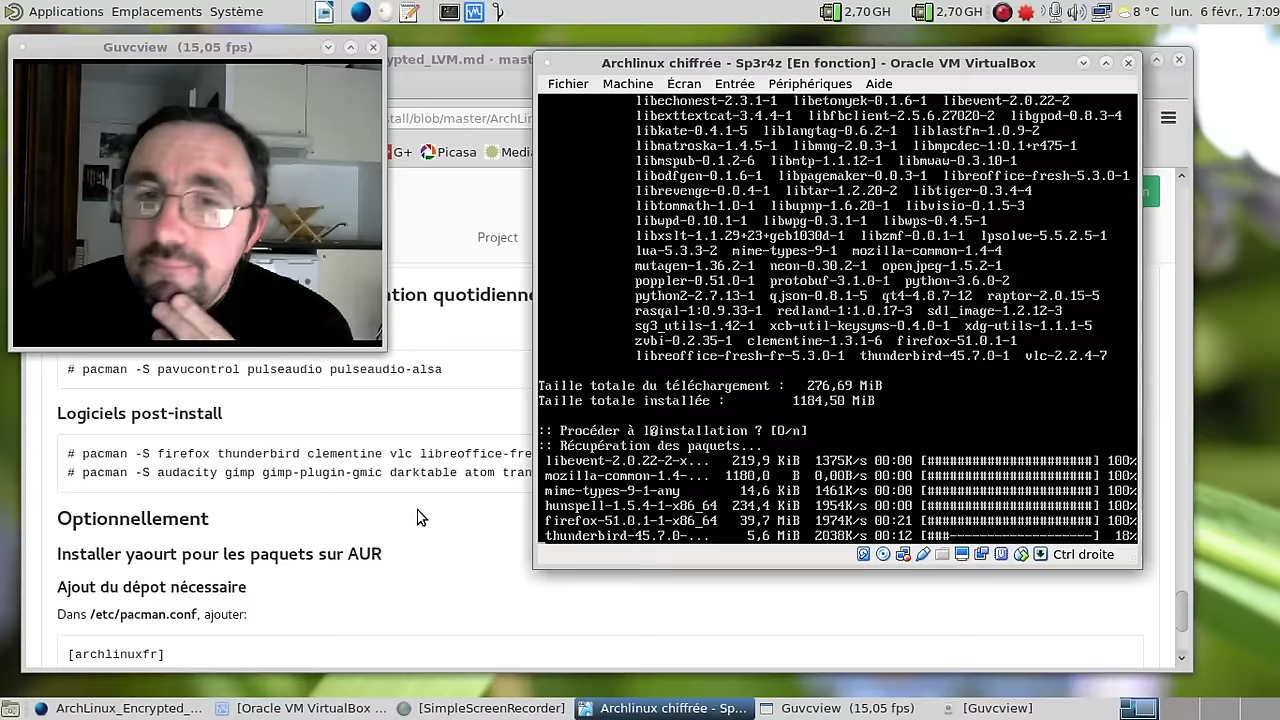 Applications Emplacements Système
2,70 GH 2,70 GH 8 °C lun. 6 févr., 17:09
Guvcview (15,05 fps)
ypted_LVM.md · mast
tall/blob/master/ArchLin
G+ Picasa Media
Project
ation quotidienne
# pacman -S pavucontrol pulseaudio pulseaudio-alsa
Logiciels post-install
# pacman -S firefox thunderbird clementine vlc libreoffice-fre
# pacman -S audacity gimp gimp-plugin-gmic darktable atom tran
Optionnellement
Installer yaourt pour les paquets sur AUR
Ajout du dépot nécessaire
Dans /etc/pacman.conf, ajouter:
[archlinuxfr]
Archlinux chiffrée - Sp3r4z [En fonction] - Oracle VM VirtualBox
Fichier Machine Écran Entrée Périphériques Aide
libechonest-2.3.1-1 libetonyek-0.1.6-1 libevent-2.0.22-2
libexttextcat-3.4.4-1 libfbclient-2.5.6.27020-2 libgpod-0.8.3-4
libkate-0.4.1-5 liblangtag-0.6.2-1 liblastfm-1.0.9-2
libmatroska-1.4.5-1 libmng-2.0.3-1 libmpcdec-1:0.1+r475-1
libmspub-0.1.2-6 libmtp-1.1.12-1 libmwaw-0.3.10-1
libodfgen-0.1.6-1 libpagemaker-0.0.3-1 libreoffice-fresh-5.3.0-1
librevenge-0.0.4-1 libtar-1.2.20-2 libtiger-0.3.4-4
libtommath-1.0-1 libupnp-1.6.20-1 libvisio-0.1.5-3
libwpd-0.10.1-1 libwpg-0.3.1-1 libwps-0.4.5-1
libxslt-1.1.29+23+geb1030d-1 libzmf-0.0.1-1 lpsolve-5.5.2.5-1
lua-5.3.3-2 mime-types-9-1 mozilla-common-1.4-4
mutagen-1.36.2-1 neon-0.30.2-1 openjpeg-1.5.2-1
poppler-0.51.0-1 protobuf-3.1.0-1 python-3.6.0-2
python2-2.7.13-1 qjson-0.8.1-5 qt4-4.8.7-12 raptor-2.0.15-5
rasqal-1:0.9.33-1 redland-1:1.0.17-3 sdl_image-1.2.12-3
sg3_utils-1.42-1 xcb-util-keysyms-0.4.0-1 xdg-utils-1.1.1-5
zvbi-0.2.35-1 clementine-1.3.1-6 firefox-51.0.1-1
libreoffice-fresh-fr-5.3.0-1 thunderbird-45.7.0-1 vlc-2.2.4-7
Taille totale du téléchargement : 276,69 MiB
Taille totale installée : 1184,50 MiB
:: Procéder à l�installation ? [O/n]
:: Récupération des paquets...
libevent-2.0.22-2-x... 219,9 KiB 1375K/s 00:00 [######################] 100%
mozilla-common-1.4-... 1180,0 B 0,00B/s 00:00 [######################] 100%
mime-types-9-1-any 14,6 KiB 1461K/s 00:00 [######################] 100%
hunspell-1.5.4-1-x86_64 234,4 KiB 1954K/s 00:00 [######################] 100%
firefox-51.0.1-1-x86_64 39,7 MiB 1974K/s 00:21 [######################] 100%
thunderbird-45.7.0-... 5,6 MiB 2038K/s 00:12 [###-------------------] 18%
Ctrl droite
ArchLinux_Encrypted_... [Oracle VM VirtualBox ... SimpleScreenRecorder] Archlinux chiffrée - Sp... Guvcview (15,05 fps) [Guvcview]